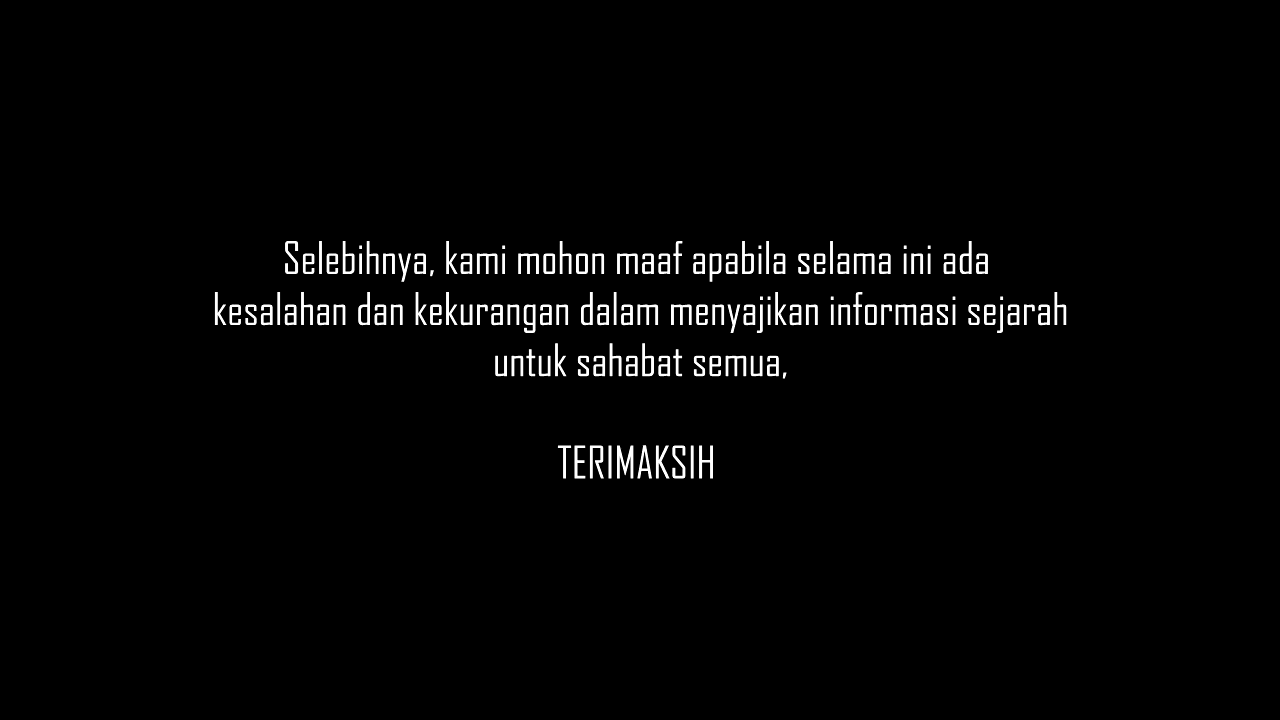 Selebihnya, kami mohon maaf apabila selama ini ada
kesalahan dan kekurangan dalam menyajikan informasi sejarah
untuk sahabat semua,
TERIMAKSIH